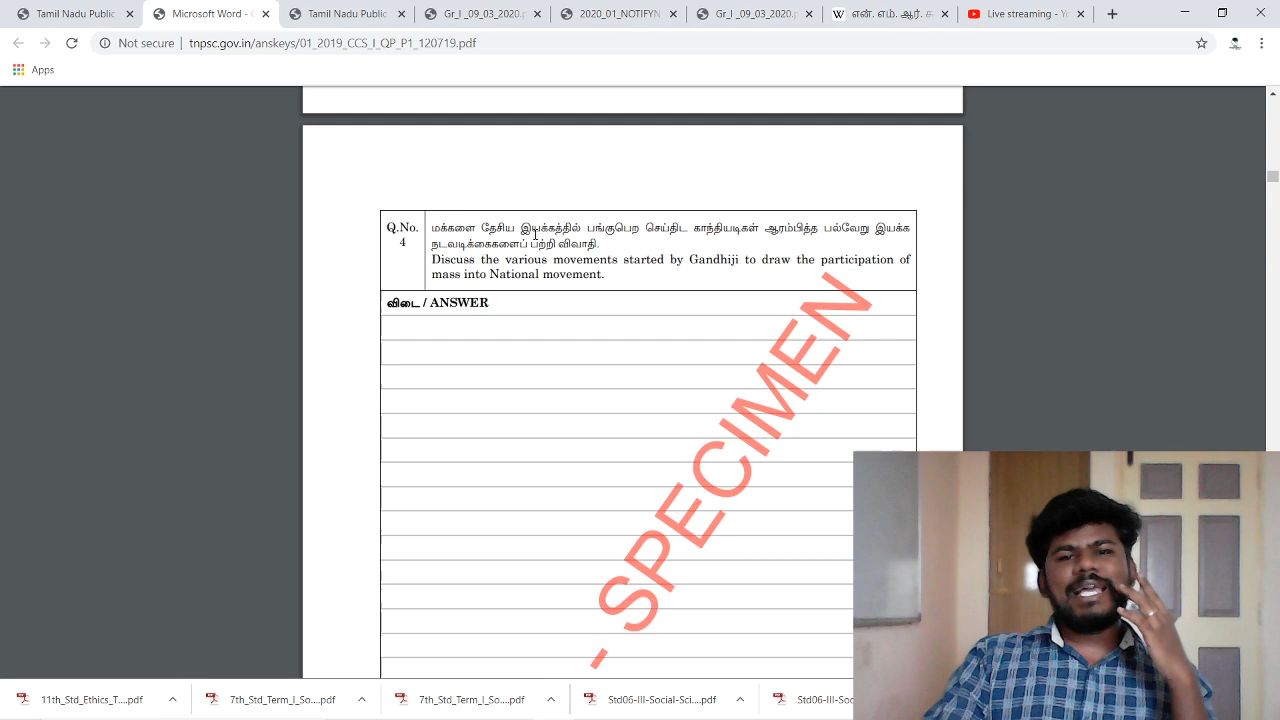 Tamil Nadu Public
Microsoft Word - 
Tamil Nadu Public
Gr_I_09_03_2020.p
2020_01_NOTIFYN
Gr_I_09_03_2020.p
W என். எம். ஆர். சு
Live streaming - Yo
Not secure | tnpsc.gov.in/anskeys/01_2019_CCS_I_QP_P1_120719.pdf
Apps
Q.No.
4
மக்களை தேசிய இயக்கத்தில் பங்குபெற செய்திட காந்தியடிகள் ஆரம்பித்த பல்வேறு இயக்க
நடவடிக்கைகளைப் பற்றி விவாதி.
Discuss the various movements started by Gandhiji to draw the participation of
mass into National movement.
விடை / ANSWER
- SPECIMEN
11th_Std_Ethics_T....pdf
7th_Std_Term_I_So....pdf
7th_Std_Term_I_So....pdf
Std06-III-Social-Sci....pdf
Std06-III-Soc